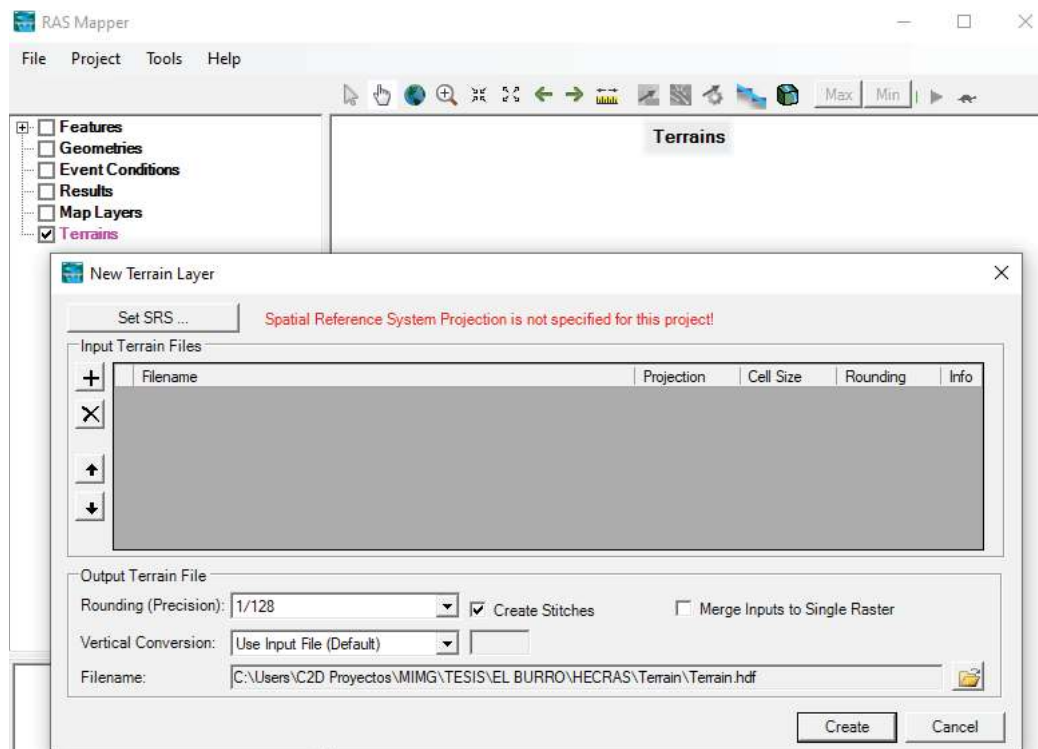 RAS Mapper
File Project Tools Help
Max Min
Features
Geometries
Event Conditions
Results
Map Layers
Terrains
Terrains
New Terrain Layer
Set SRS ...
Spatial Reference System Projection is not specified for this project!
Input Terrain Files
Filename Projection Cell Size Rounding Info
Output Terrain File
Rounding (Precision): 1/128 Create Stitches Merge Inputs to Single Raster
Vertical Conversion: Use Input File (Default)
Filename: C:\Users\C2D Proyectos\MIMG\TESIS\EL BURRO\HECRAS\Terrain\Terrain.hdf
Create Cancel